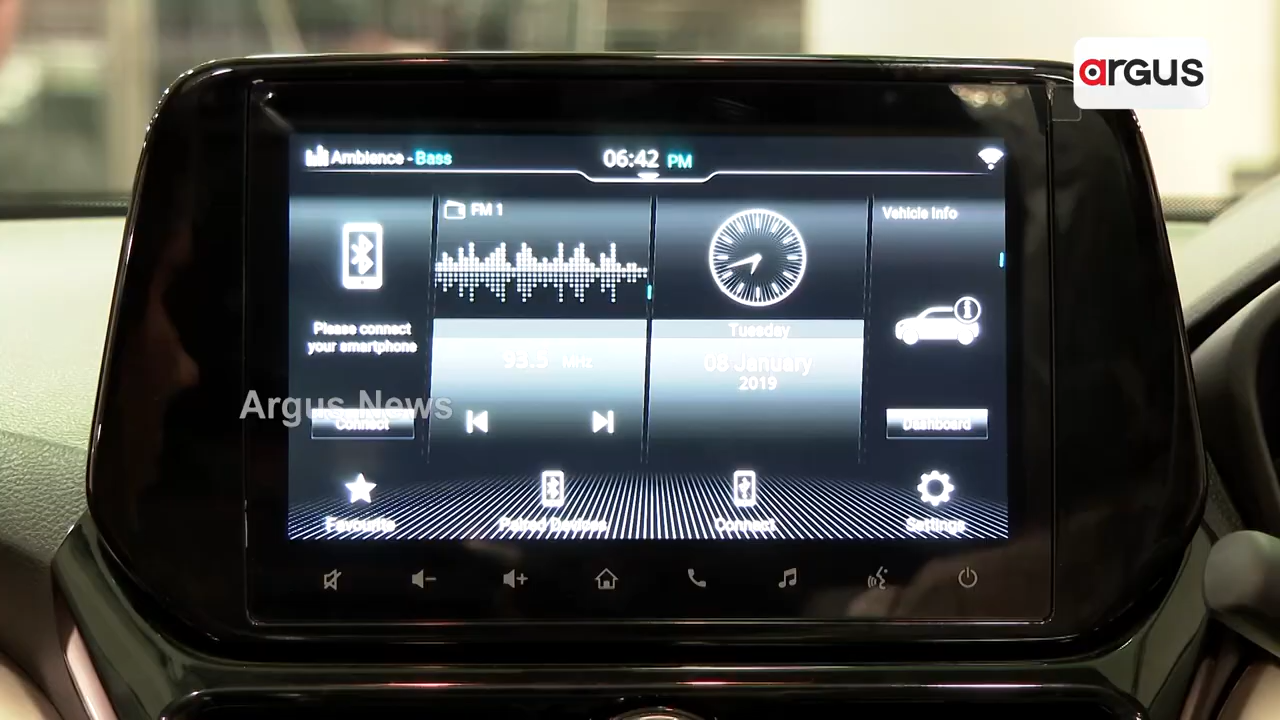 argus
Ambience - Bass
06:42 PM
FM 1
Vehicle Info
Please connect
your smartphone
93.5 MHz
Tuesday
08 January
2019
Argus News
Connect
Dashboard
Favourite
Paired Devices
Connect
Settings